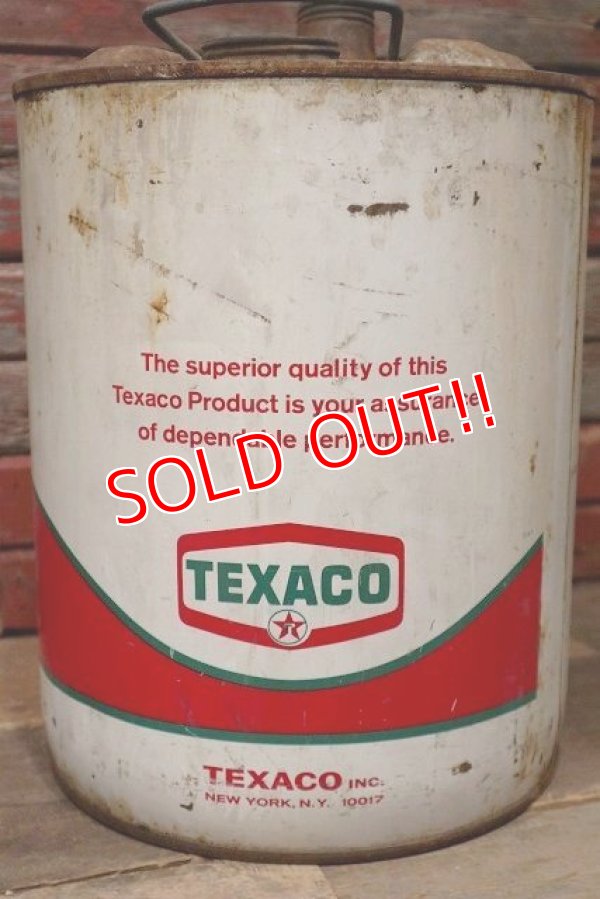 The superior quality of this
Texaco Product is your assurance
of dependable performance.
SOLD OUT!!
TEXACO
T
TEXACO INC.
NEW YORK, N.Y. 10017